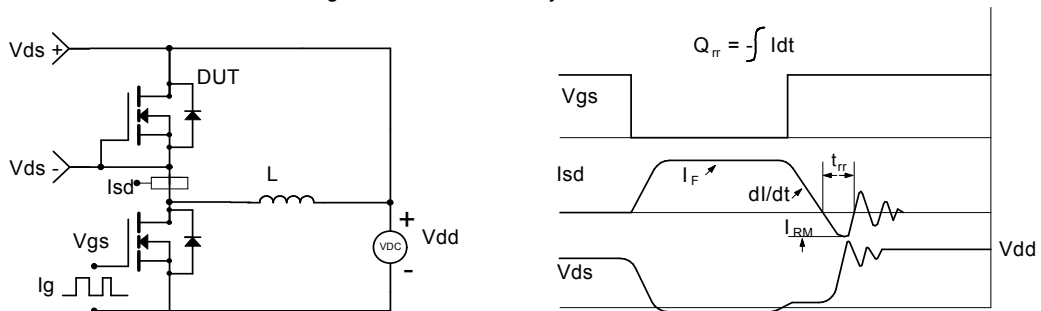 Vds +
DUT
Vds -
Isd
L
Vgs
Ig
+
VDC
-
Vdd
Q rr = - ∫ Idt
Vgs
Isd
I F
dI/dt
t rr
I RM
Vdd
Vds